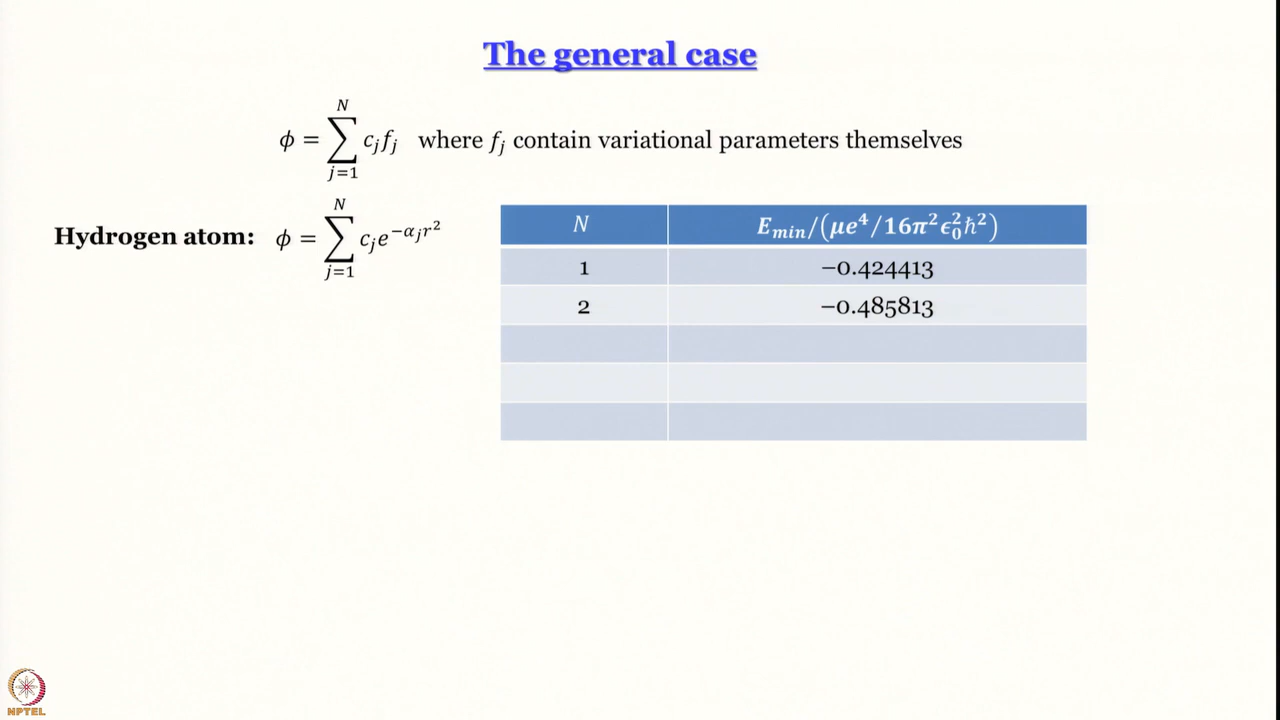 The general case
ϕ = ∑_{j=1}^{N} c_j f_j where f_j contain variational parameters themselves
Hydrogen atom: ϕ = ∑_{j=1}^{N} c_j e^{−α_j r²}
N E_min/(μe⁴/16π²ϵ₀²ℏ²)
1 −0.424413
2 −0.485813
NPTEL